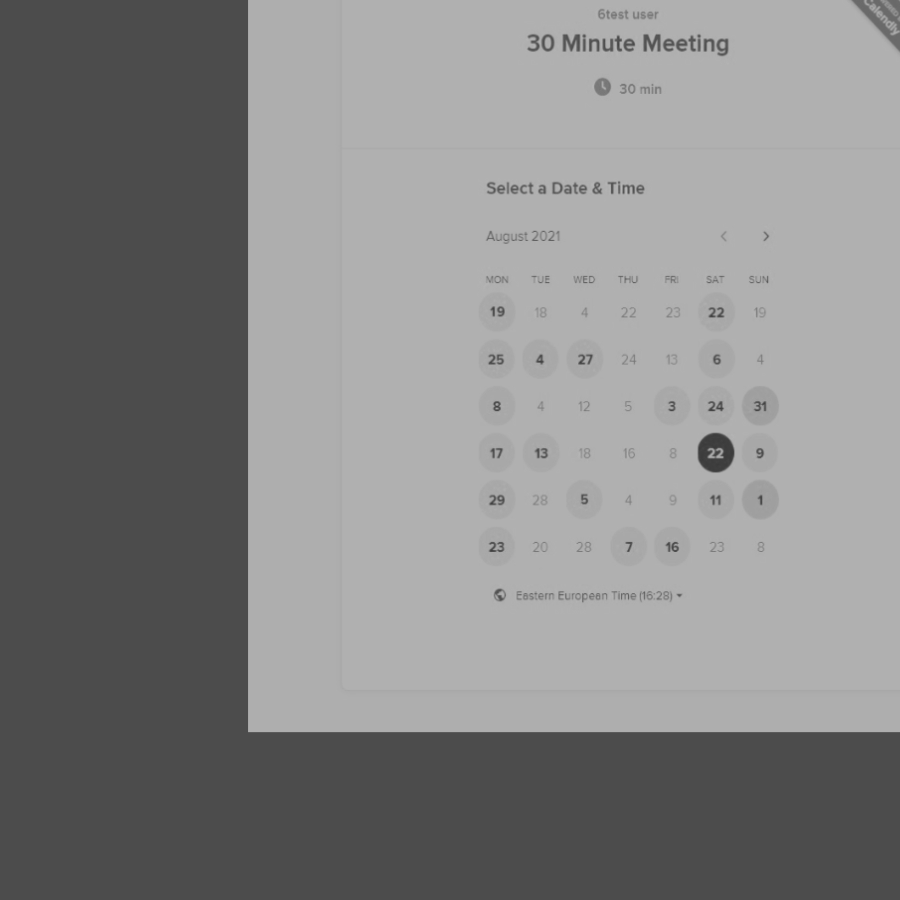 6test user
30 Minute Meeting
30 min
Calendly
Select a Date & Time
August 2021
MON TUE WED THU FRI SAT SUN
19 18 4 22 23 22 19
25 4 27 24 13 6 4
8 4 12 5 3 24 31
17 13 18 16 8 22 9
29 28 5 4 9 11 1
23 20 28 7 16 23 8
Eastern European Time (16:28)